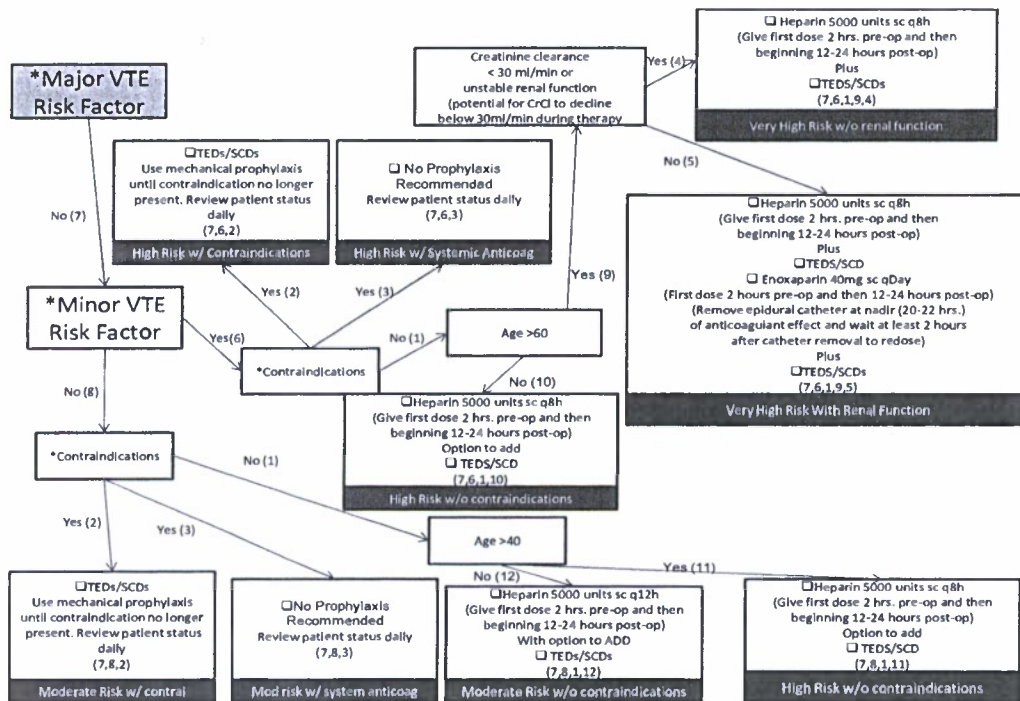 *Major VTE
Risk Factor
No (7)
*Minor VTE
Risk Factor
Yes(6)
No (8)
❑TEDs/SCDs
Use mechanical prophylaxis
until contraindication no longer
present. Review patient status
daily
(7,6,2)
High Risk w/ Contraindications
❑ No Prophylaxis
Recommended
Review patient status daily
(7,6,3)
High Risk w/ Systemic Anticoag
Yes (2)
Yes (3)
*Contraindications
No (1)
Age >60
Yes (9)
No (10)
Creatinine clearance
< 30 ml/min or
unstable renal function
(potential for CrCl to decline
below 30ml/min during therapy
Yes (4)
No (5)
❑ Heparin 5000 units sc q8h
(Give first dose 2 hrs. pre-op and then
beginning 12-24 hours post-op)
Plus
❑TEDS/SCDs
(7,6,1,9,4)
Very High Risk w/o renal function
❑Heparin 5000 units sc q8h
(Give first dose 2 hrs. pre-op and then
beginning 12-24 hours post-op)
Plus
❑TEDS/SCD
❑ Enoxaparin 40mg sc qDay
(First dose 2 hours pre-op and then 12-24 hours post-op)
(Remove epidural catheter at nadir (20-22 hrs.)
of anticoagulant effect and wait at least 2 hours
after catheter removal to redose)
Plus
❑TEDS/SCDs
(7,6,1,9,5)
Very High Risk With Renal Function
❑Heparin 5000 units sc q8h
(Give first dose 2 hrs. pre-op and then
beginning 12-24 hours post-op)
Option to add
❑ TEDS/SCD
(7,6,1,10)
High Risk w/o contraindications
*Contraindications
No (1)
Yes (2)
Yes (3)
Age >40
No (12)
Yes (11)
❑TEDs/SCDs
Use mechanical prophylaxis
until contraindication no longer
present. Review patient status
daily
(7,8,2)
Moderate Risk w/ contrai
❑No Prophylaxis
Recommended
Review patient status daily
(7,8,3)
Mod risk w/ system anticoag
❑Heparin 5000 units sc q12h
(Give first dose 2 hrs. pre-op and then
beginning 12-24 hours post-op)
With option to ADD
❑ TEDs/SCDs
(7,8,1,12)
Moderate Risk w/o contraindications
❑Heparin 5000 units sc q8h
(Give first dose 2 hrs. pre-op and then
beginning 12-24 hours post-op)
Option to add
❑ TED/SCD
(7,8,1,11)
High Risk w/o contraindications